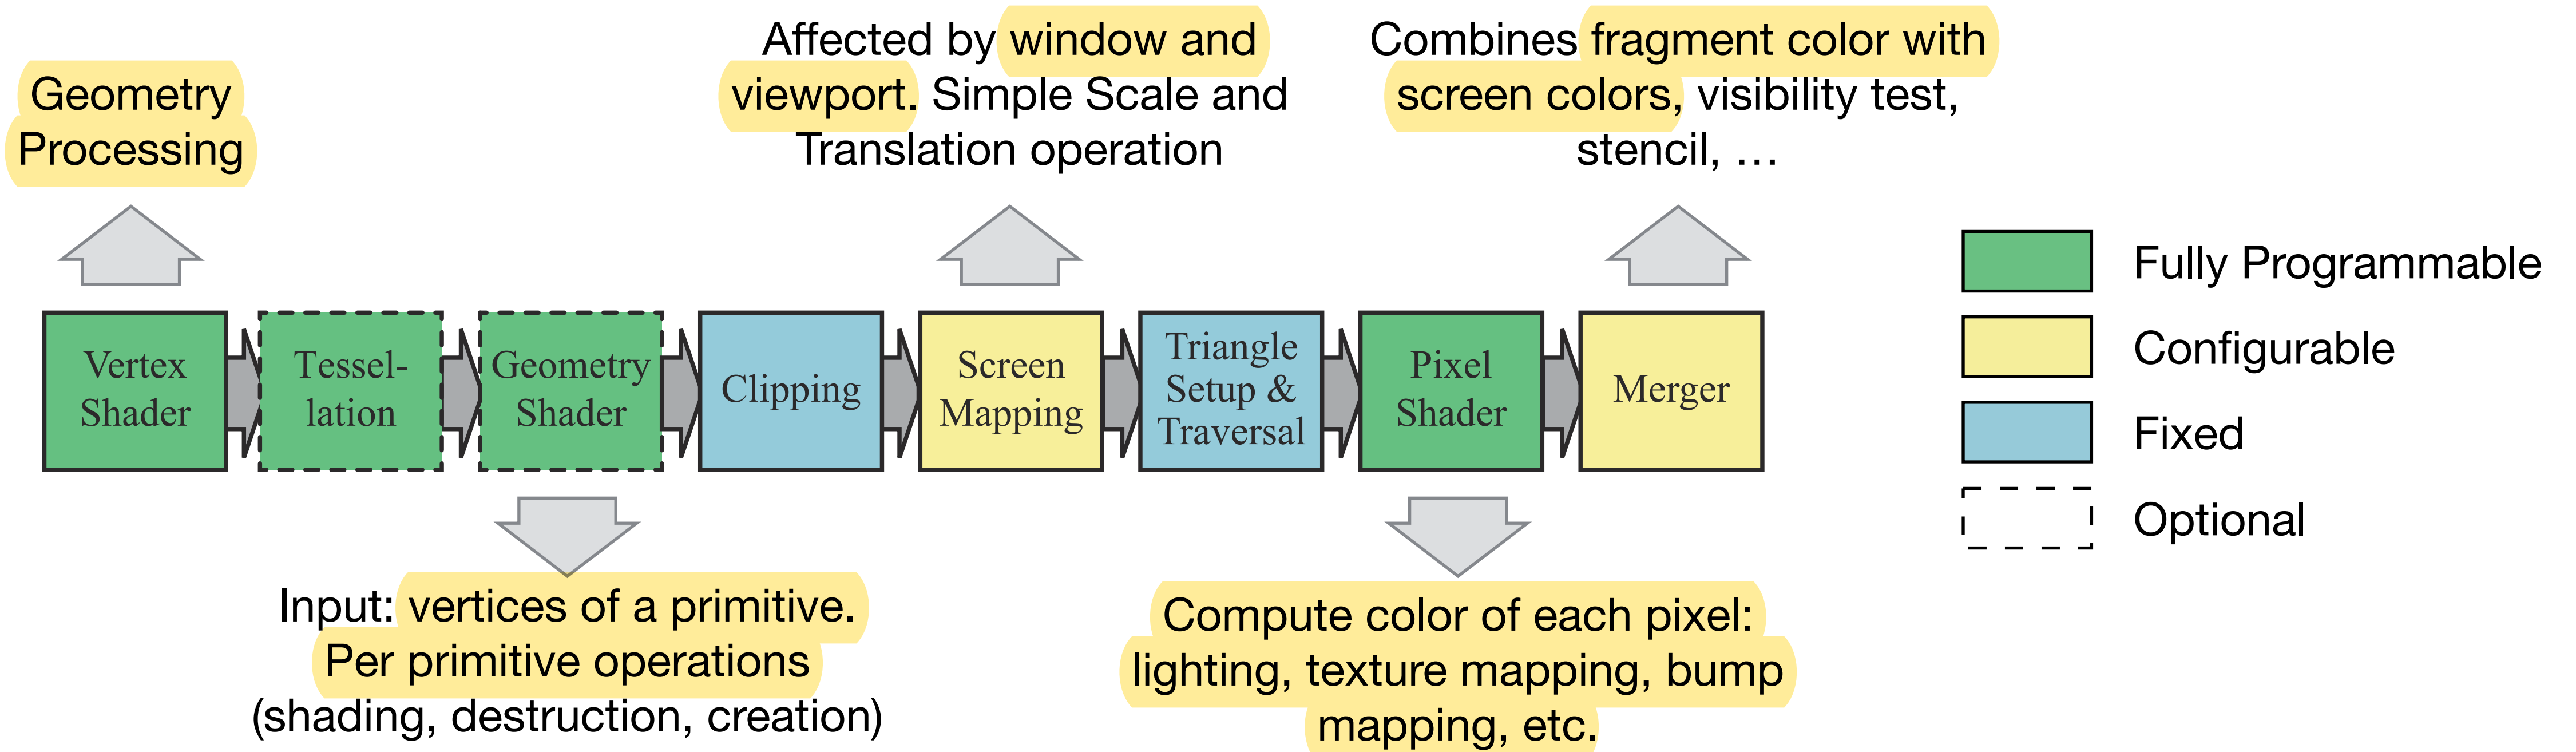 Geometry
Processing
Affected by window and
viewport. Simple Scale and
Translation operation
Combines fragment color with
screen colors, visibility test,
stencil, …
Vertex
Shader
Tessel-
lation
Geometry
Shader
Clipping
Screen
Mapping
Triangle
Setup &
Traversal
Pixel
Shader
Merger
Fully Programmable
Configurable
Fixed
Optional
Input: vertices of a primitive.
Per primitive operations
(shading, destruction, creation)
Compute color of each pixel:
lighting, texture mapping, bump
mapping, etc.